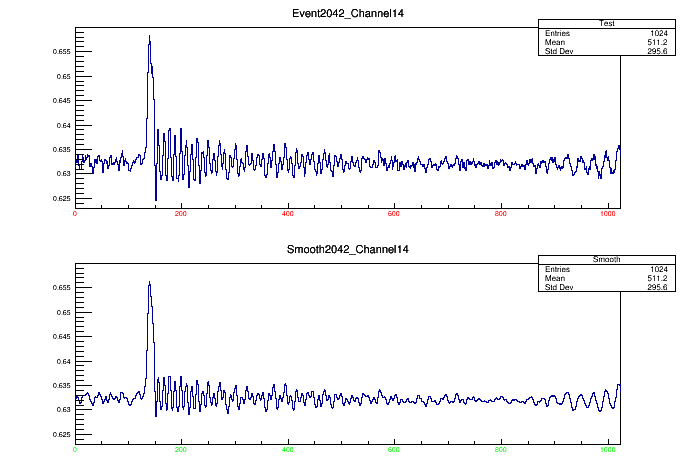 Event2042_Channel14
Test
Entries 1024
Mean 511.2
Std Dev 295.6
0.655
0.65
0.645
0.64
0.635
0.63
0.625
0 200 400 600 800 1000
Smooth2042_Channel14
Smooth
Entries 1024
Mean 511.2
Std Dev 295.6
0.655
0.65
0.645
0.64
0.635
0.63
0.625
0 200 400 600 800 1000